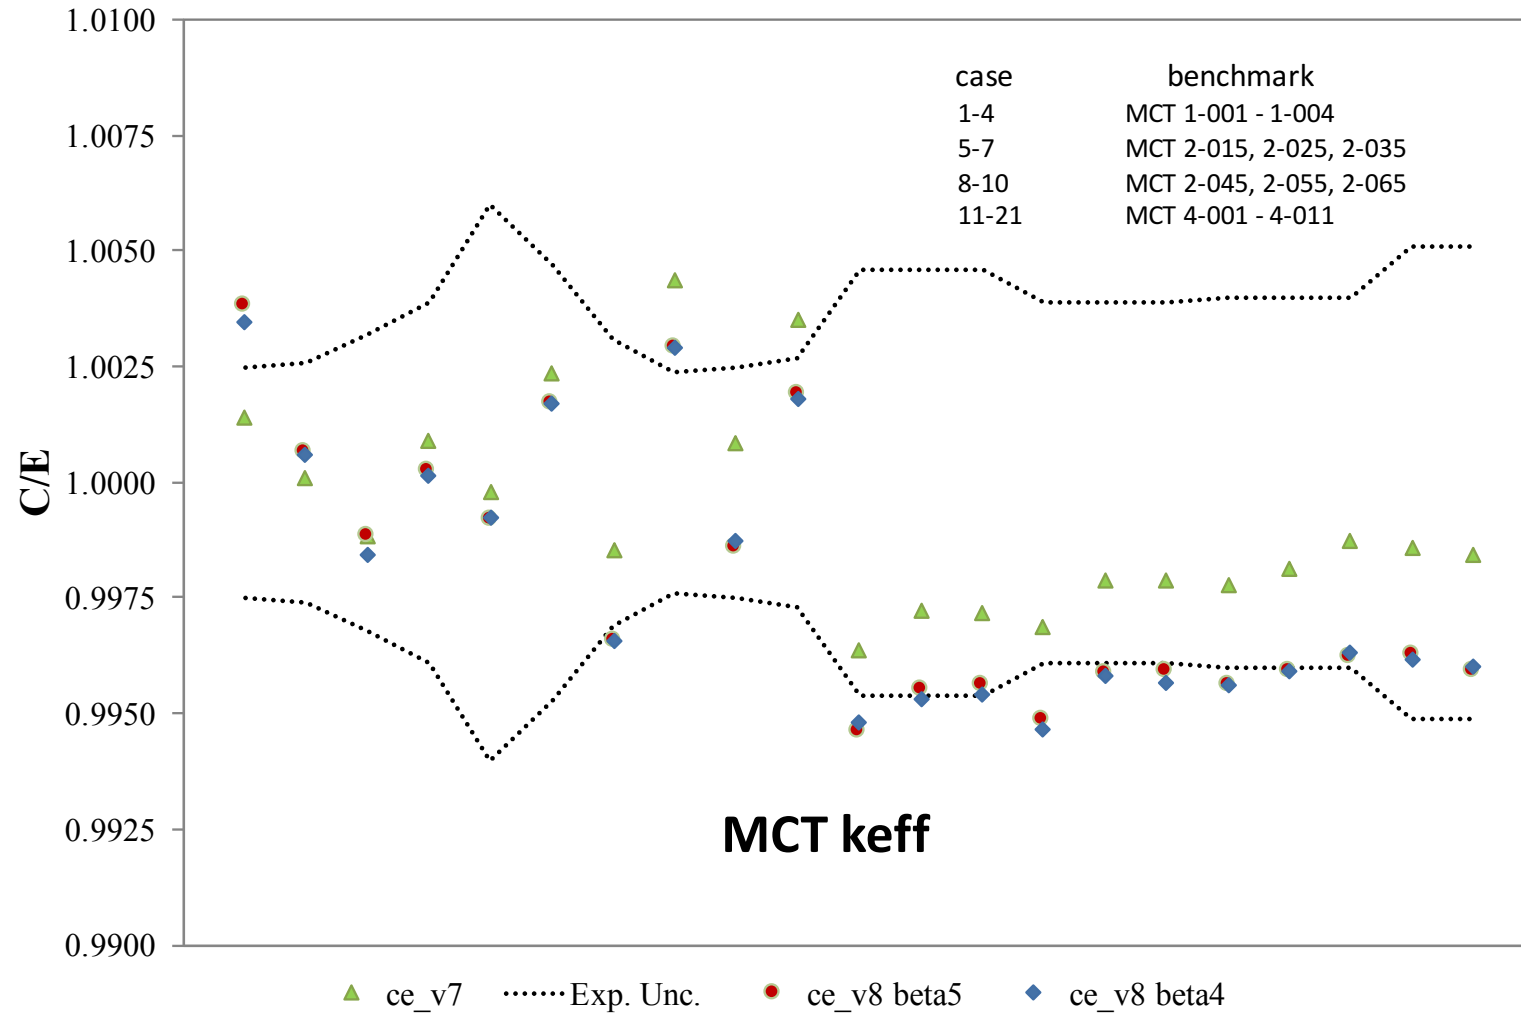 1.0100
1.0075
1.0050
1.0025
1.0000
0.9975
0.9950
0.9925
0.9900
C/E
case benchmark
1-4 MCT 1-001 - 1-004
5-7 MCT 2-015, 2-025, 2-035
8-10 MCT 2-045, 2-055, 2-065
11-21 MCT 4-001 - 4-011
MCT keff
ce_v7 Exp. Unc. ce_v8 beta5 ce_v8 beta4